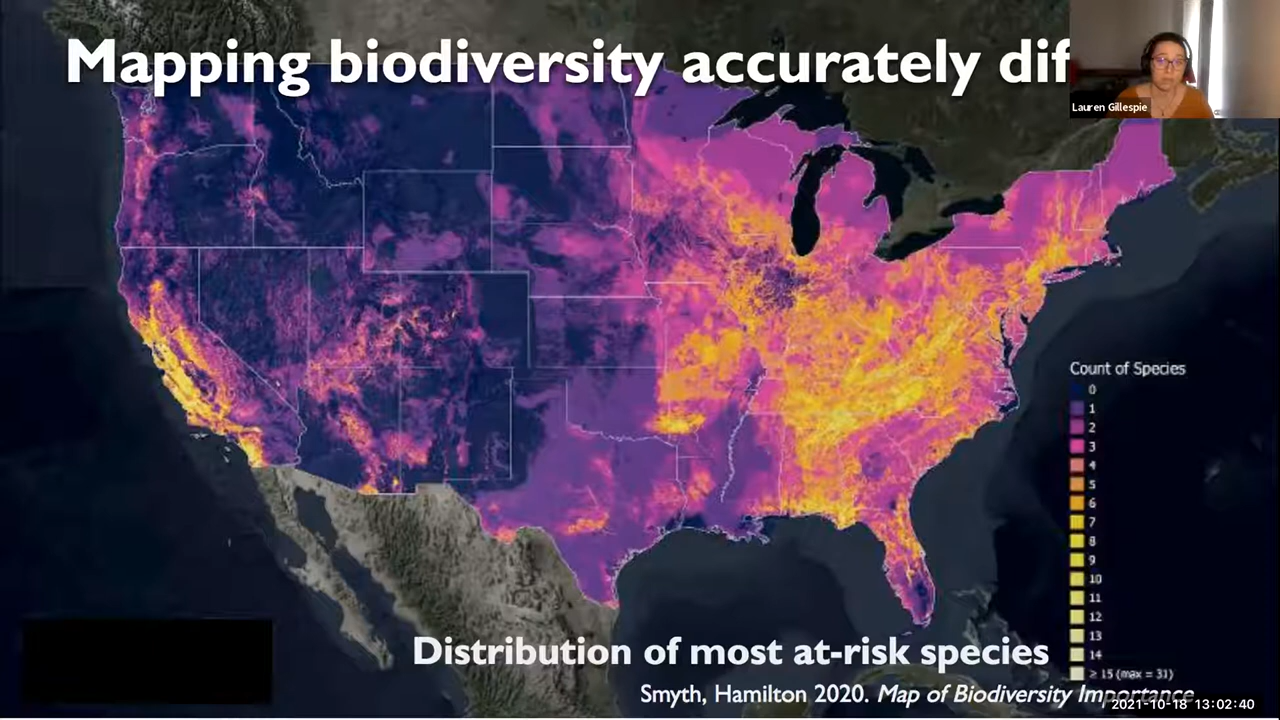 Mapping biodiversity accurately dif
Lauren Gillespie
Count of Species
0
1
2
3
4
5
6
7
8
9
10
11
12
13
14
≥ 15 (max = 31)
Distribution of most at-risk species
Smyth, Hamilton 2020. Map of Biodiversity Importance
2021-10-18 13:02:40